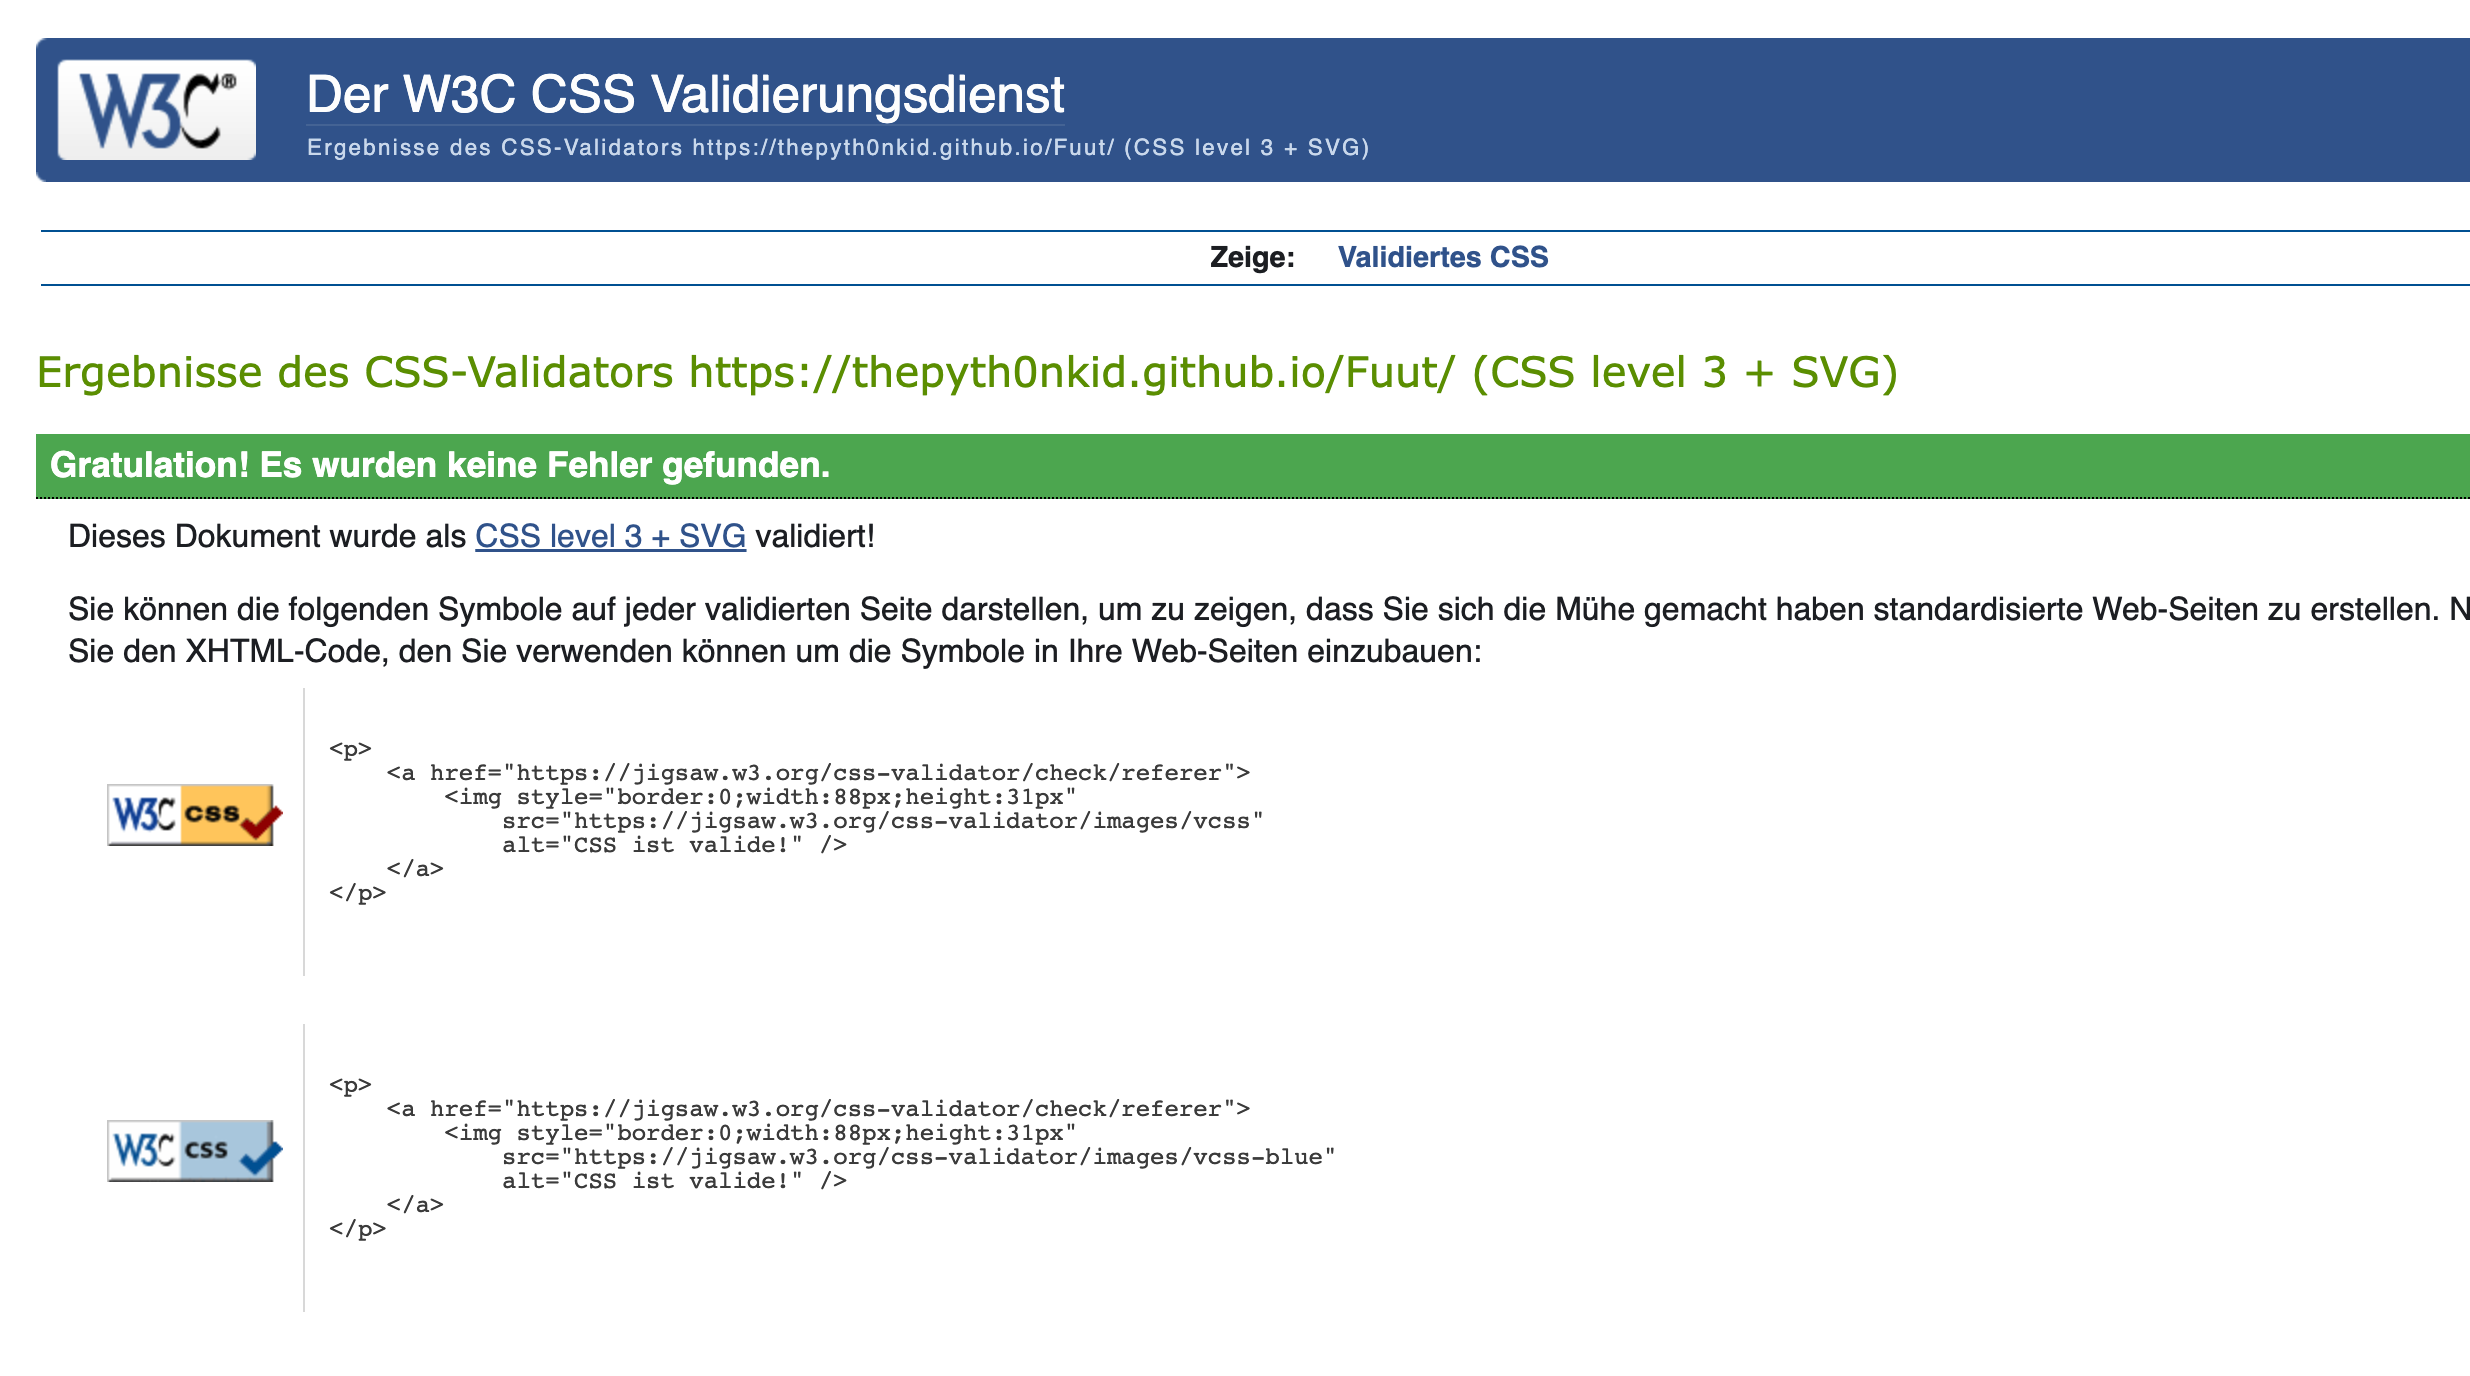 W3C®
Der W3C CSS Validierungsdienst
Ergebnisse des CSS-Validators https://thepyth0nkid.github.io/Fuut/ (CSS level 3 + SVG)
Zeige: Validiertes CSS
Ergebnisse des CSS-Validators https://thepyth0nkid.github.io/Fuut/ (CSS level 3 + SVG)
Gratulation! Es wurden keine Fehler gefunden.
Dieses Dokument wurde als CSS level 3 + SVG validiert!
Sie können die folgenden Symbole auf jeder validierten Seite darstellen, um zu zeigen, dass Sie sich die Mühe gemacht haben standardisierte Web-Seiten zu erstellen. N
Sie den XHTML-Code, den Sie verwenden können um die Symbole in Ihre Web-Seiten einzubauen:
W3C css
<p>
    <a href="https://jigsaw.w3.org/css-validator/check/referer">
        <img style="border:0;width:88px;height:31px"
            src="https://jigsaw.w3.org/css-validator/images/vcss"
            alt="CSS ist valide!" />
    </a>
</p>
W3C css
<p>
    <a href="https://jigsaw.w3.org/css-validator/check/referer">
        <img style="border:0;width:88px;height:31px"
            src="https://jigsaw.w3.org/css-validator/images/vcss-blue"
            alt="CSS ist valide!" />
    </a>
</p>